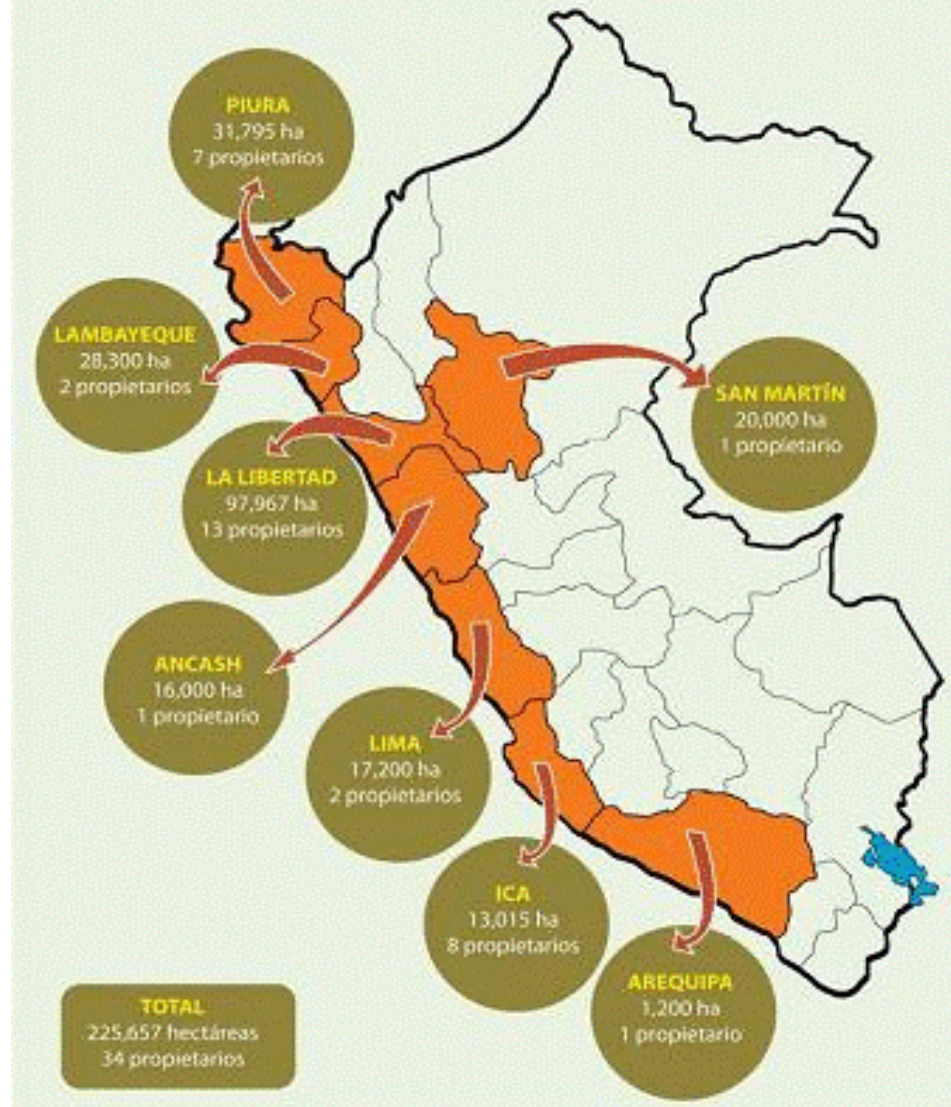 PIURA
31,795 ha
7 propietarios
LAMBAYEQUE
28,300 ha
2 propietarios
SAN MARTÍN
20,000 ha
1 propietario
LA LIBERTAD
97,967 ha
13 propietarios
ANCASH
16,000 ha
1 propietario
LIMA
17,200 ha
2 propietarios
ICA
13,015 ha
8 propietarios
AREQUIPA
1,200 ha
1 propietario
TOTAL
225,657 hectáreas
34 propietarios